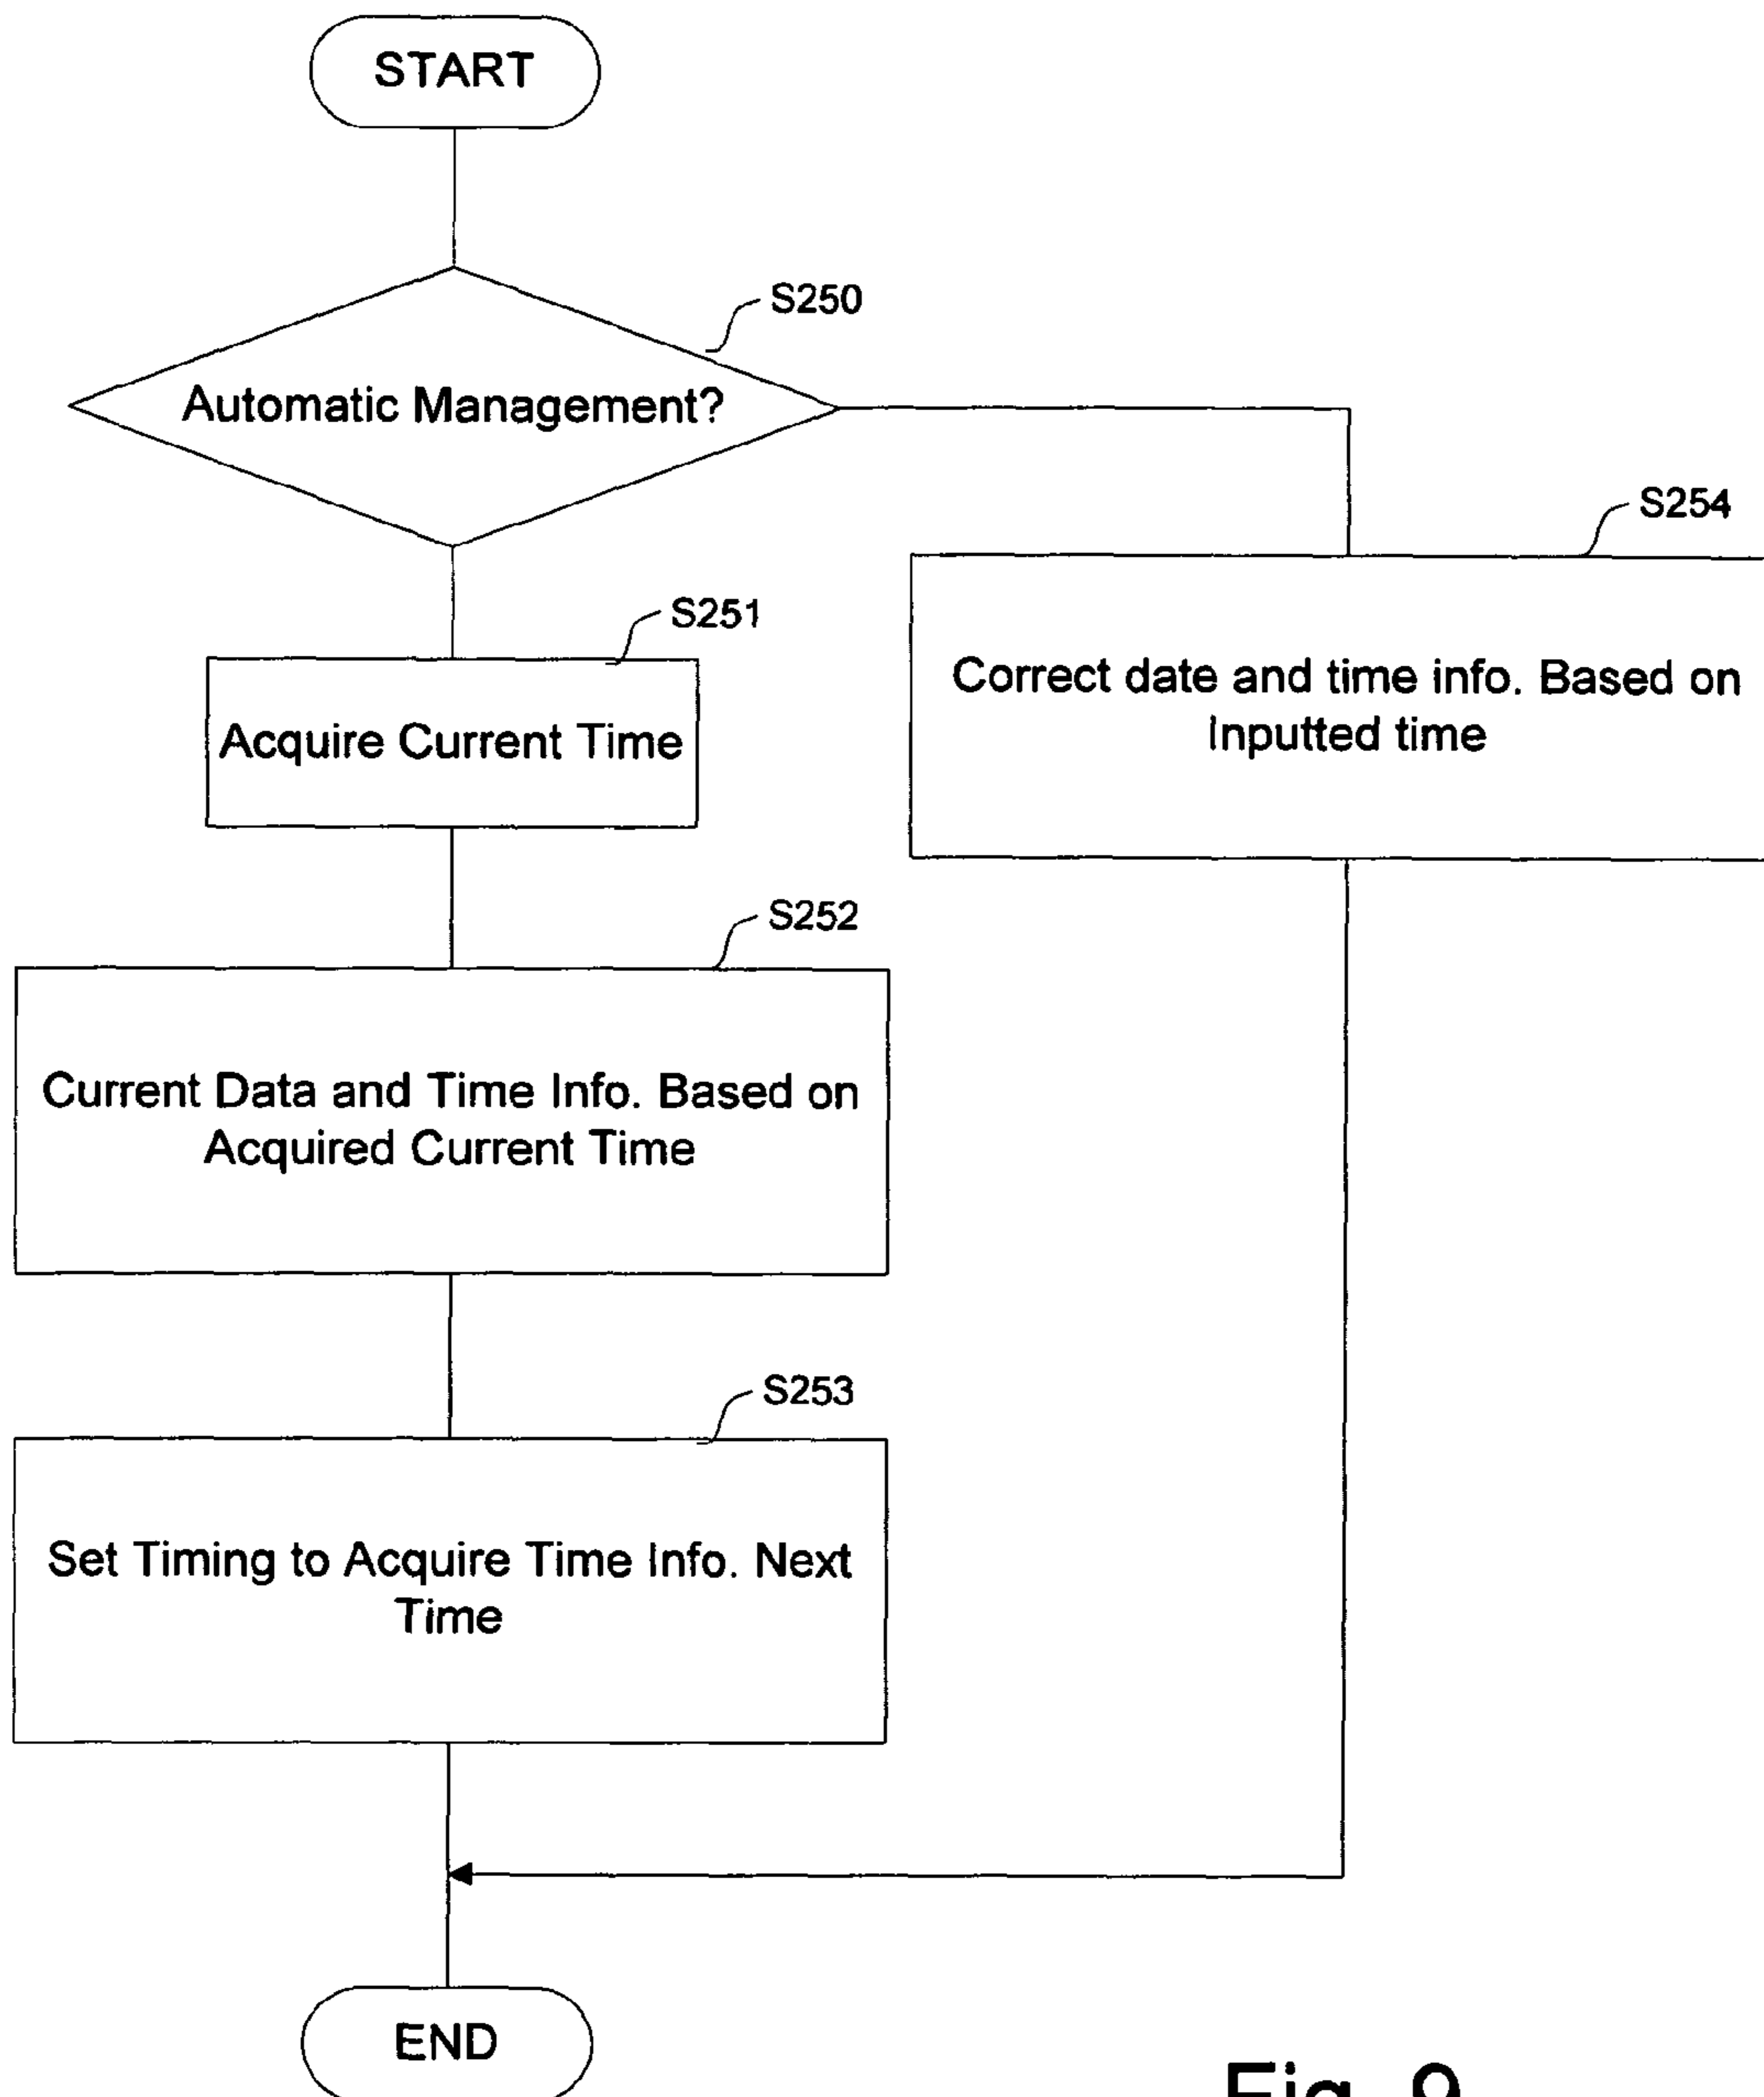 START
S250
Automatic Management?
S254
Correct date and time info. Based on
Inputted time
S251
Acquire Current Time
S252
Current Data and Time Info. Based on
Acquired Current Time
S253
Set Timing to Acquire Time Info. Next
Time
END
Fig. 9